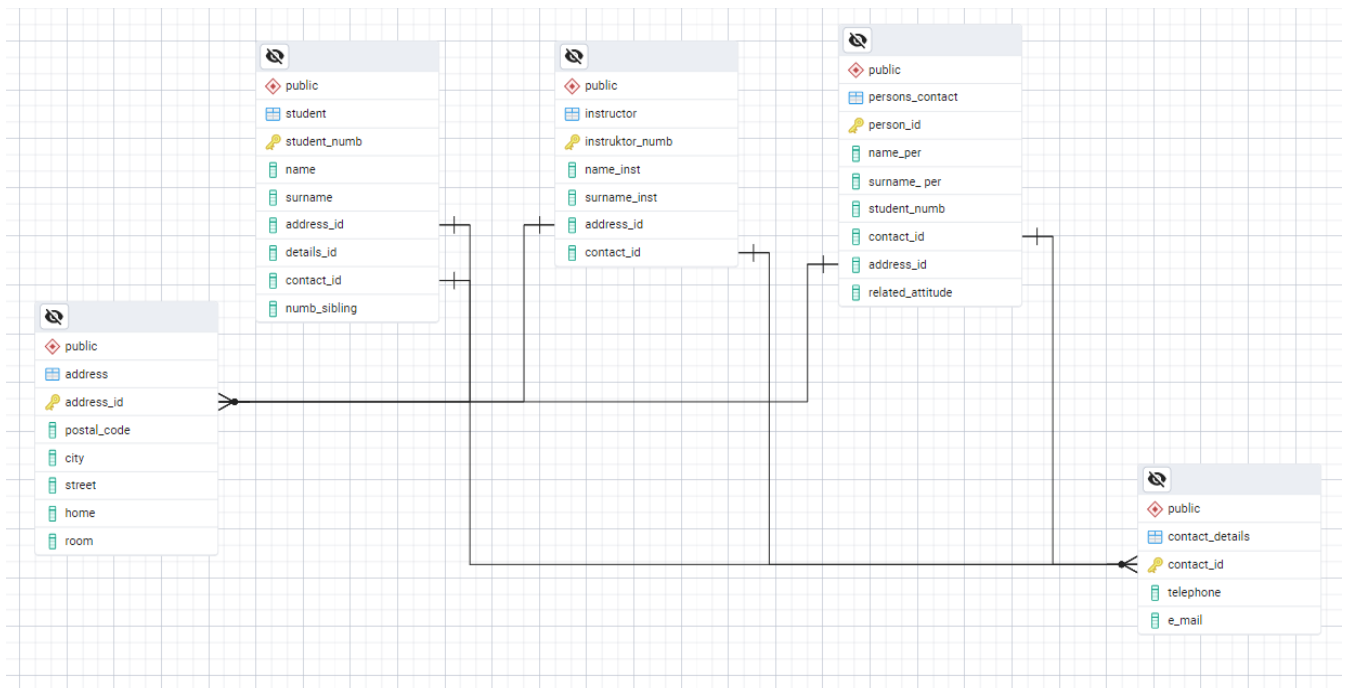 public
student
student_numb
name
surname
address_id
details_id
contact_id
numb_sibling
public
instructor
instruktor_numb
name_inst
surname_inst
address_id
contact_id
public
persons_contact
person_id
name_per
surname_ per
student_numb
contact_id
address_id
related_attitude
public
address
address_id
postal_code
city
street
home
room
public
contact_details
contact_id
telephone
e_mail